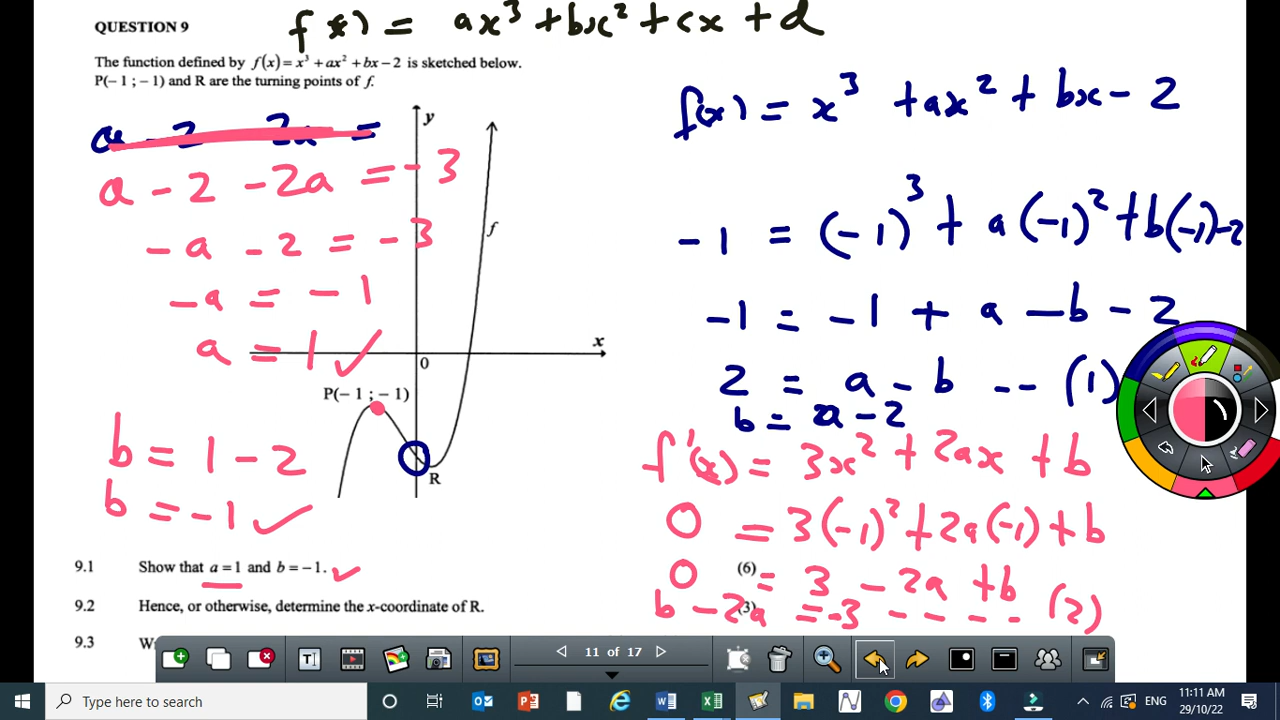 f(x) = ax³ + bx² + cx + d
QUESTION 9
The function defined by f(x) = x³ + ax² + bx − 2 is sketched below.
P(− 1 ; − 1) and R are the turning points of f.
a - 2 2a =
a - 2 - 2a = -3
-a - 2 = -3
-a = -1
a = 1 ✓
b = 1 - 2
b = -1 ✓
y
f
x
0
P(− 1 ; − 1)
R
f(x) = x³ + ax² + bx - 2
-1 = (-1)³ + a(-1)² + b(-1) - 2
-1 = -1 + a - b - 2
2 = a - b -- (1)
b = a - 2
f'(x) = 3x² + 2ax + b
0 = 3(-1)² + 2a(-1) + b
0 = 3 - 2a + b
b - 2a = -3 - - - - (2)
9.1 Show that a = 1 and b = −1. ✓ (6)
9.2 Hence, or otherwise, determine the x-coordinate of R. (3)
9.3 W
11 of 17
Type here to search
ENG
11:11 AM
29/10/22